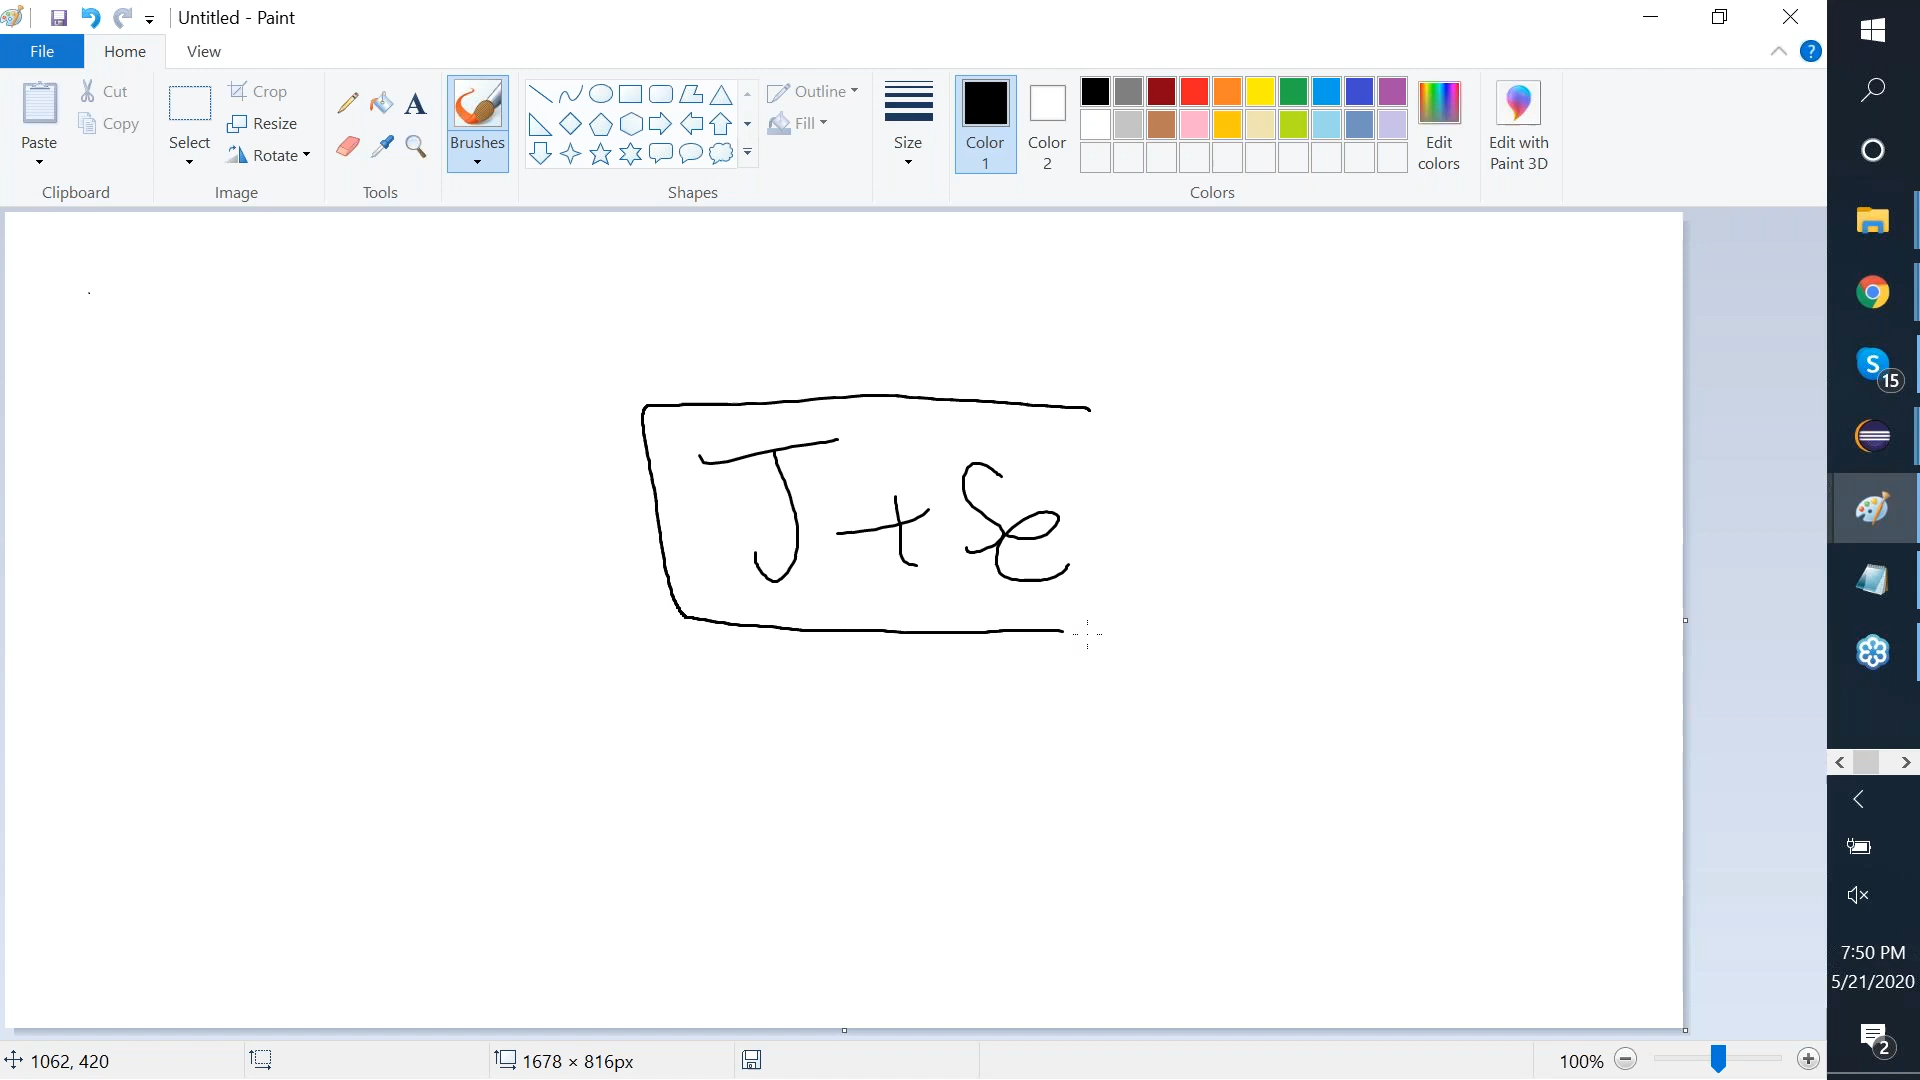 Untitled - Paint
File Home View
Paste Cut Copy
Select Crop Resize Rotate
A
Brushes
Outline Fill
Size
Color 1 Color 2
Edit colors
Edit with Paint 3D
Clipboard Image Tools Shapes Colors
J + Se
1062, 420
1678 × 816px
100%
S
15
7:50 PM
5/21/2020
2